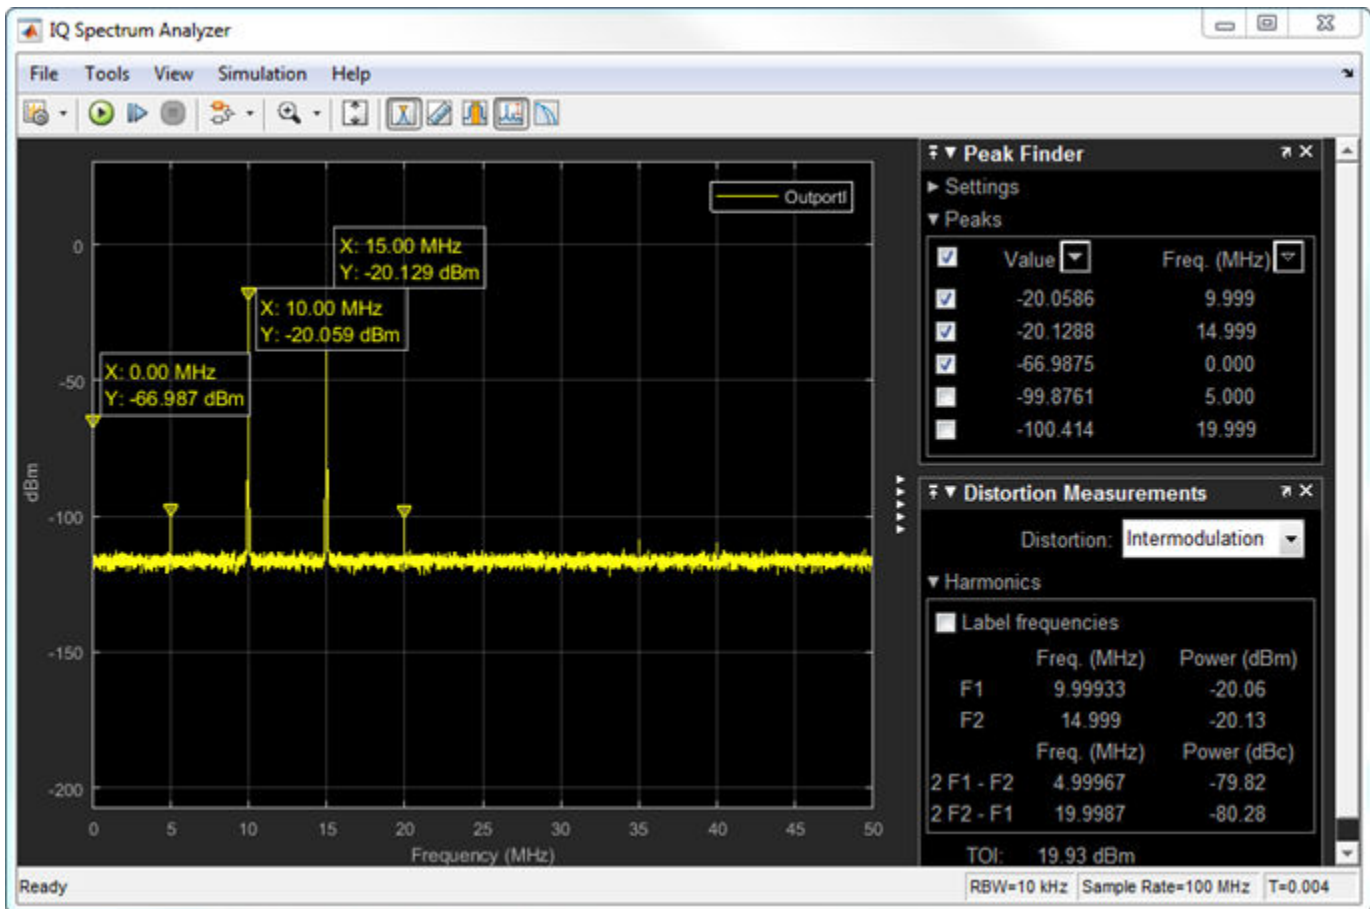 IQ Spectrum Analyzer
File Tools View Simulation Help
OutportI
X: 15.00 MHz
Y: -20.129 dBm
X: 10.00 MHz
Y: -20.059 dBm
X: 0.00 MHz
Y: -66.987 dBm
0
-50
-100
-150
-200
dBm
0 5 10 15 20 25 30 35 40 45 50
Frequency (MHz)
Peak Finder
Settings
Peaks
Value Freq. (MHz)
-20.0586 9.999
-20.1288 14.999
-66.9875 0.000
-99.8761 5.000
-100.414 19.999
Distortion Measurements
Distortion: Intermodulation
Harmonics
Label frequencies
Freq. (MHz) Power (dBm)
F1 9.99933 -20.06
F2 14.999 -20.13
Freq. (MHz) Power (dBc)
2 F1 - F2 4.99967 -79.82
2 F2 - F1 19.9987 -80.28
TOI: 19.93 dBm
Ready RBW=10 kHz Sample Rate=100 MHz T=0.004